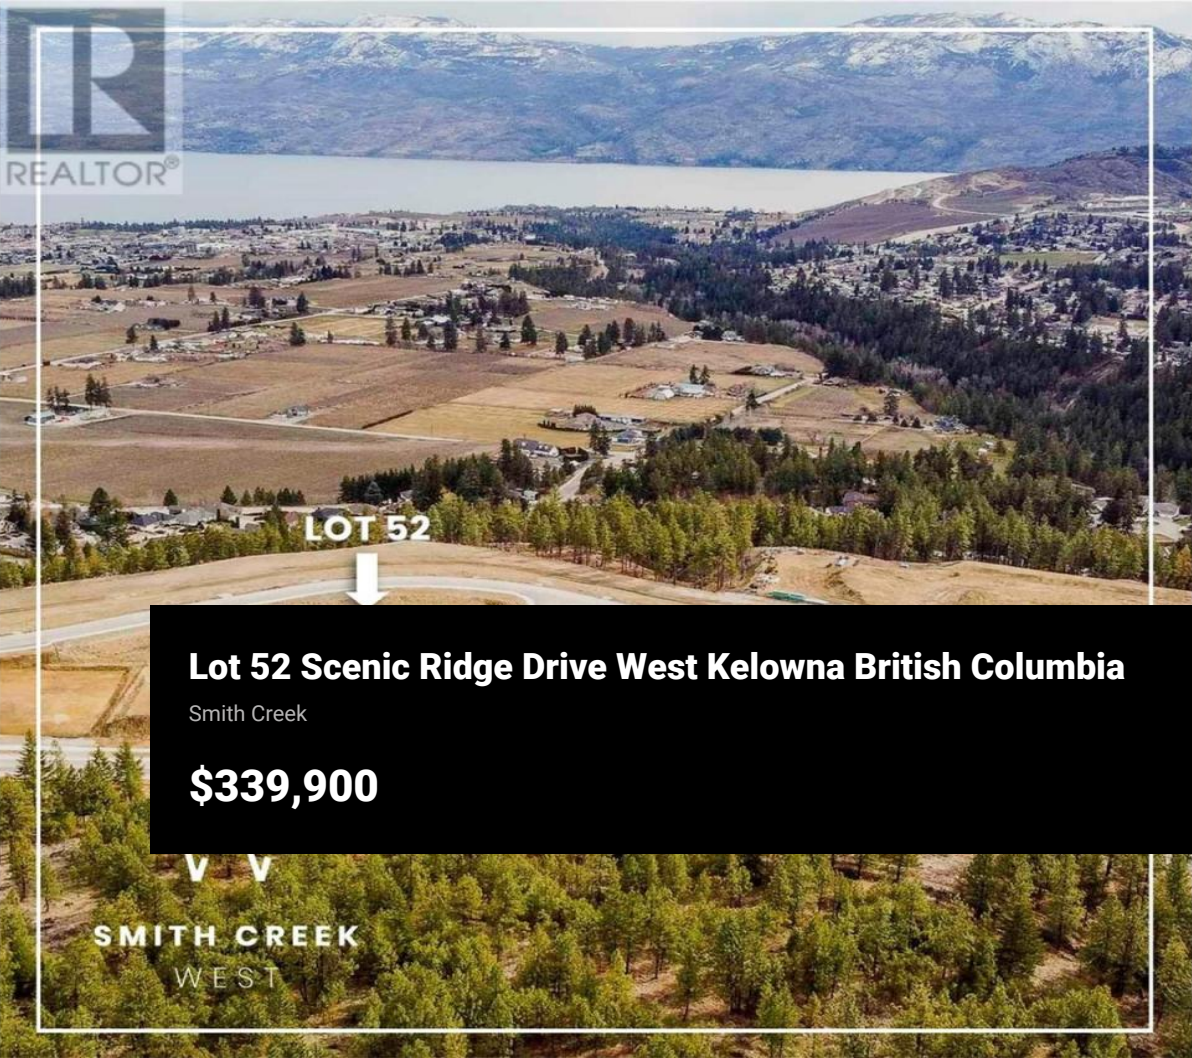 REALTOR®
LOT 52
Lot 52 Scenic Ridge Drive West Kelowna British Columbia
Smith Creek
$339,900
SMITH CREEK
WEST